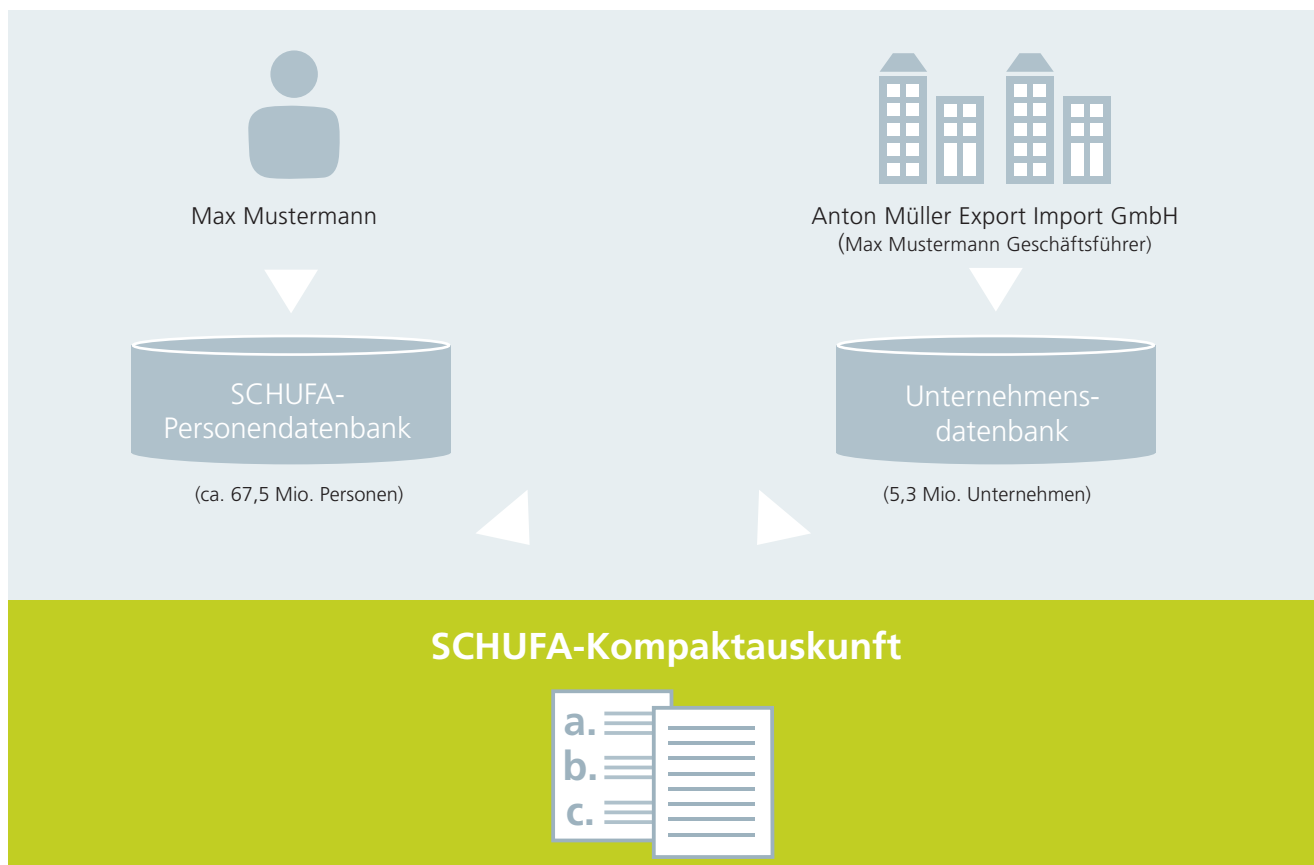 Max Mustermann
Anton Müller Export Import GmbH
(Max Mustermann Geschäftsführer)
SCHUFA-
Personendatenbank
Unternehmens-
datenbank
(ca. 67,5 Mio. Personen)
(5,3 Mio. Unternehmen)
SCHUFA-Kompaktauskunft
a.
b.
c.